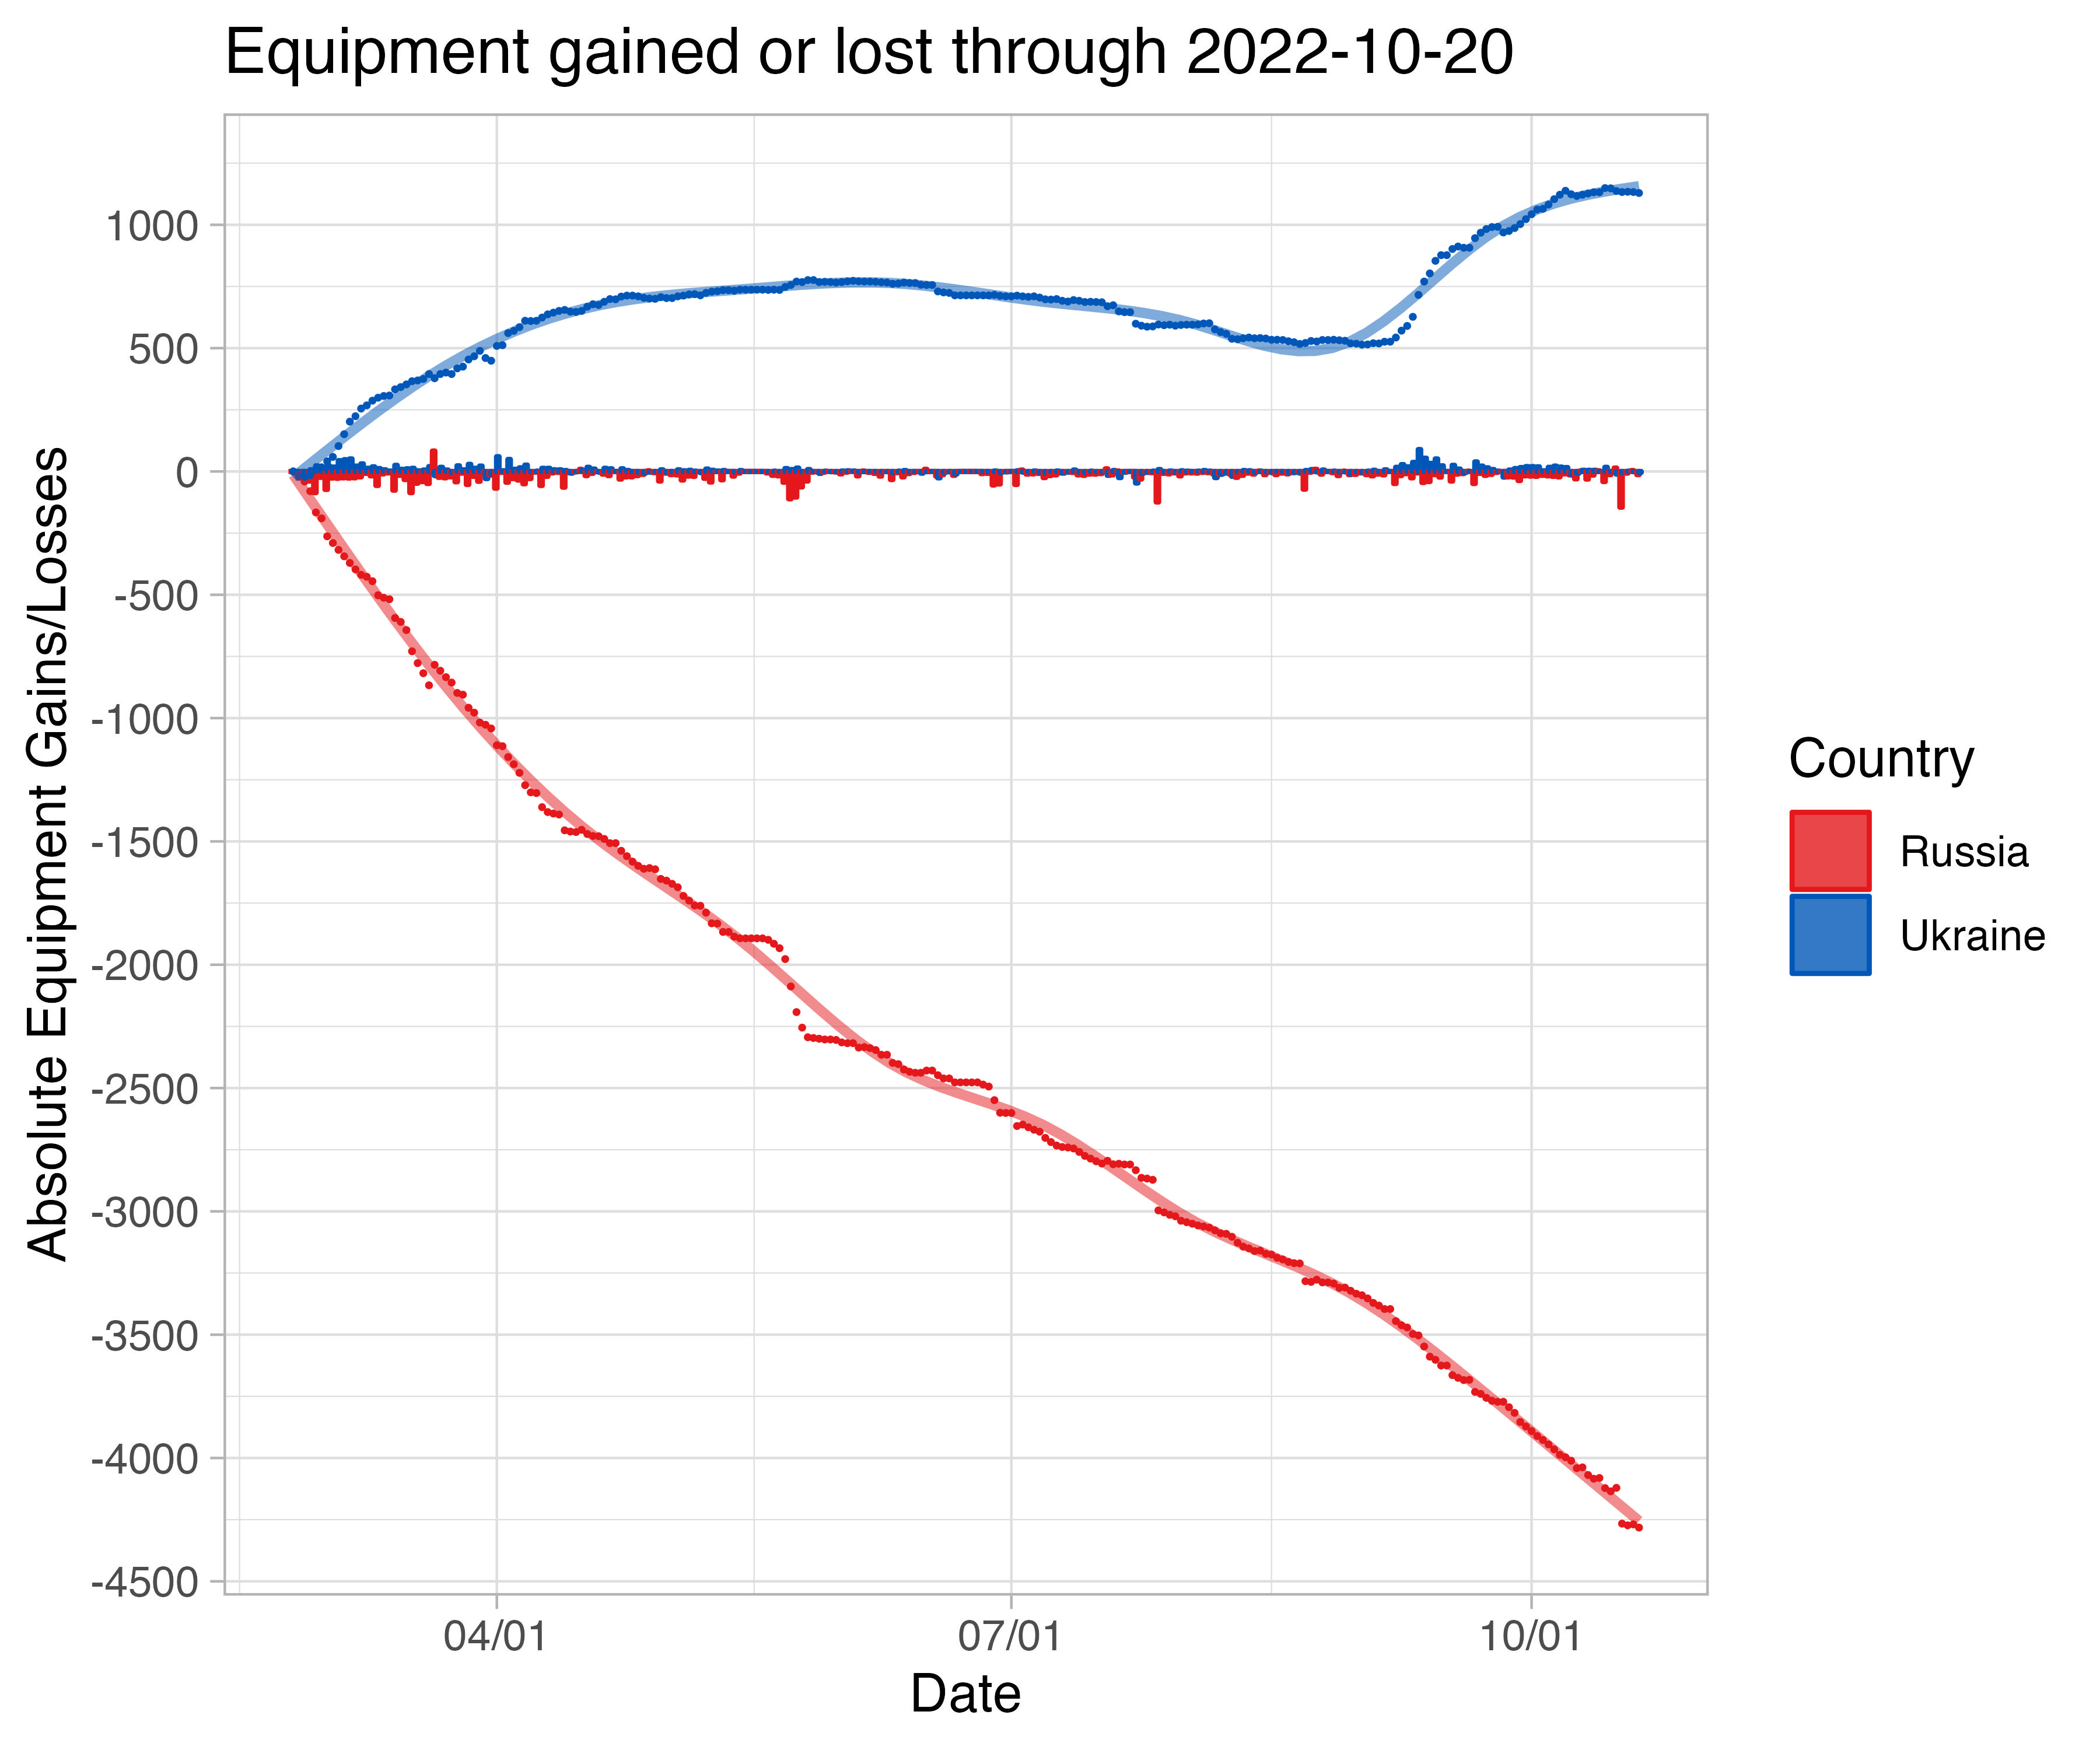 Equipment gained or lost through 2022-10-20
Absolute Equipment Gains/Losses
1000
500
0
-500
-1000
-1500
-2000
-2500
-3000
-3500
-4000
-4500
04/01
07/01
10/01
Date
Country
Russia
Ukraine